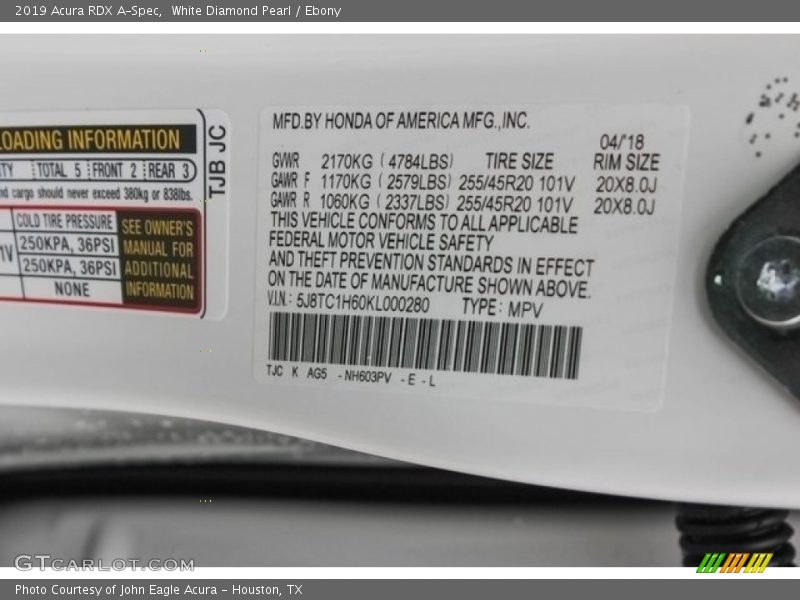 2019 Acura RDX A-Spec, White Diamond Pearl / Ebony
LOADING INFORMATION
TOTAL 5 FRONT 2 REAR 3
nd cargo should never exceed 380kg or 838lbs.
COLD TIRE PRESSURE
1V 250KPA, 36PSI
250KPA, 36PSI
NONE
SEE OWNER'S
MANUAL FOR
ADDITIONAL
INFORMATION
TJB JC
MFD.BY HONDA OF AMERICA MFG.,INC.
04/'18
GVWR 2170KG ( 4784LBS) TIRE SIZE RIM SIZE
GAWR F 1170KG ( 2579LBS) 255/45R20 101V 20X8.0J
GAWR R 1060KG ( 2337LBS) 255/45R20 101V 20X8.0J
THIS VEHICLE CONFORMS TO ALL APPLICABLE
FEDERAL MOTOR VEHICLE SAFETY
AND THEFT PREVENTION STANDARDS IN EFFECT
ON THE DATE OF MANUFACTURE SHOWN ABOVE.
V.I.N.: 5J8TC1H60KL000280 TYPE: MPV
TJC K AG5 -NH603PV -E -L
GTCARLOT.COM
Photo Courtesy of John Eagle Acura - Houston, TX